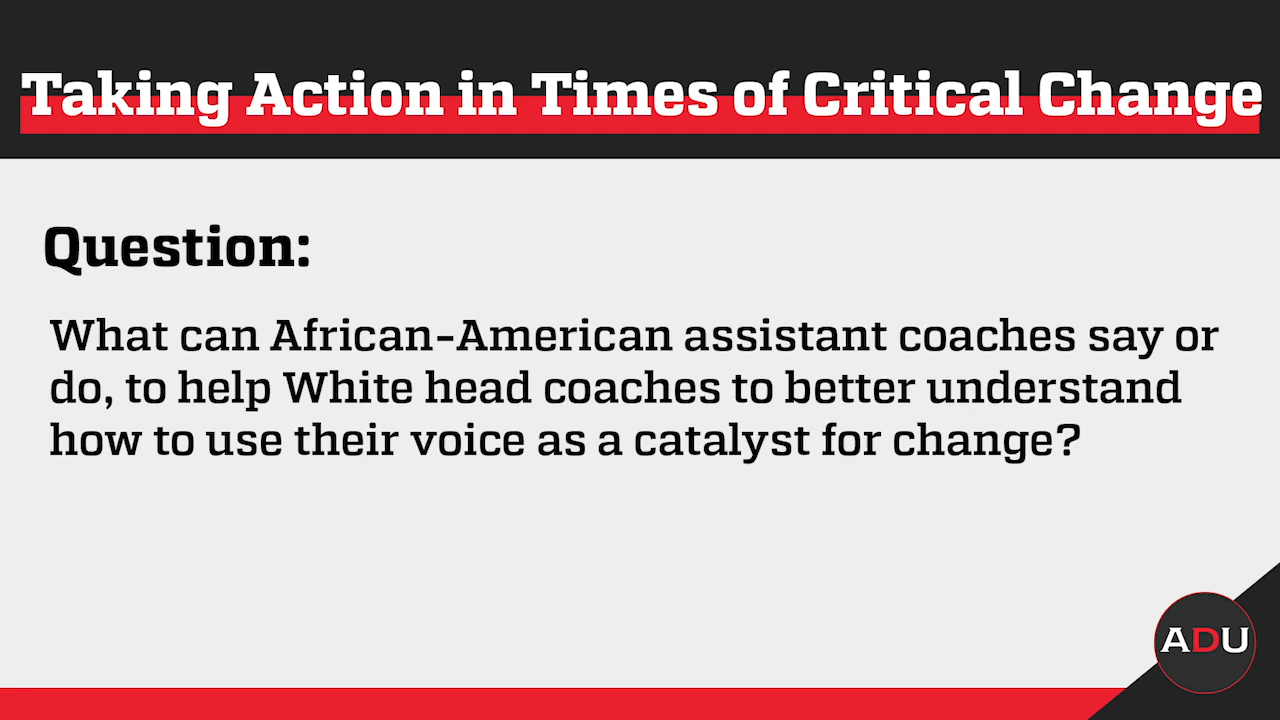 Taking Action in Times of Critical Change
Question:
What can African-American assistant coaches say or
do, to help White head coaches to better understand
how to use their voice as a catalyst for change?
ADU